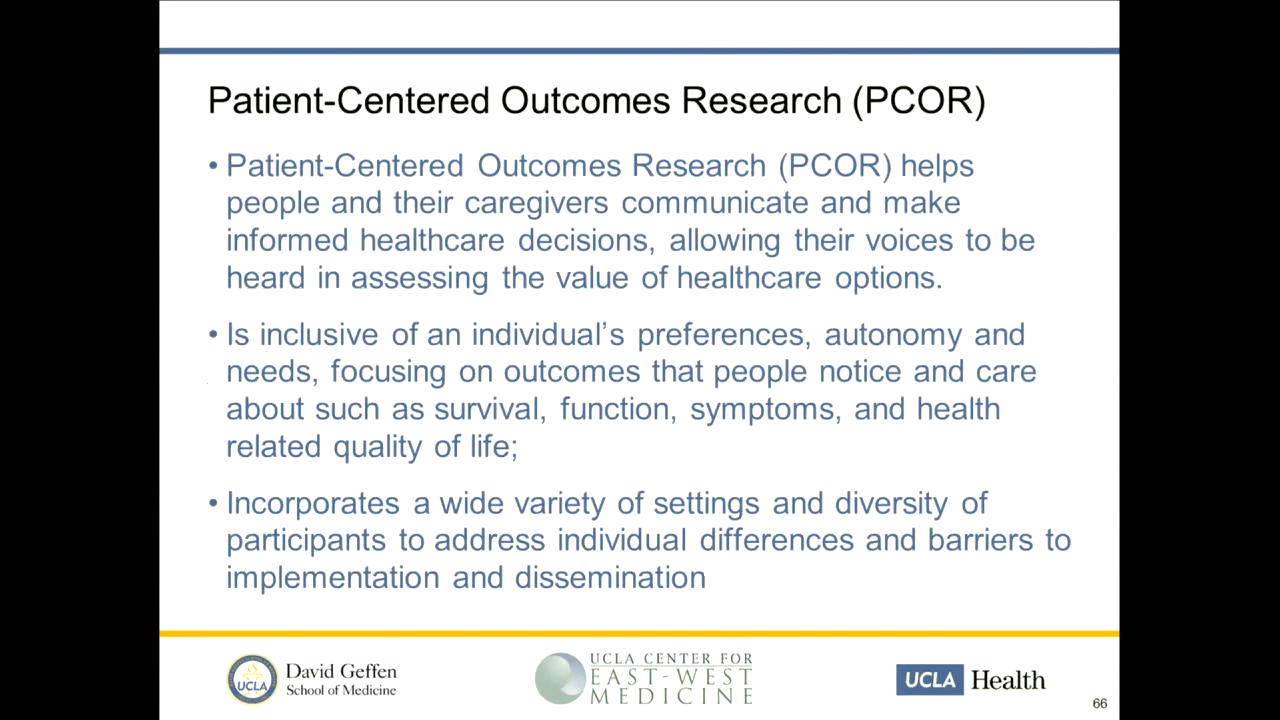 Patient-Centered Outcomes Research (PCOR)
• Patient-Centered Outcomes Research (PCOR) helps
people and their caregivers communicate and make
informed healthcare decisions, allowing their voices to be
heard in assessing the value of healthcare options.
• Is inclusive of an individual’s preferences, autonomy and
needs, focusing on outcomes that people notice and care
about such as survival, function, symptoms, and health
related quality of life;
• Incorporates a wide variety of settings and diversity of
participants to address individual differences and barriers to
implementation and dissemination
UCLA
David Geffen
School of Medicine
UCLA CENTER FOR
EAST-WEST
MEDICINE
UCLA Health
66